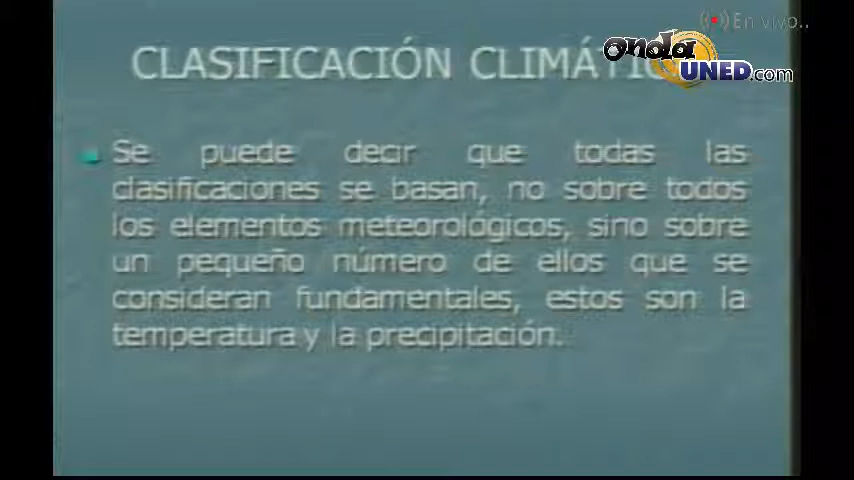 En vivo..
onda
UNED.com
CLASIFICACIÓN CLIMÁTIC
Se puede decir que todas las
clasificaciones se basan, no sobre todos
los elementos meteorológicos, sino sobre
un pequeño número de ellos que se
consideran fundamentales, estos son la
temperatura y la precipitación.